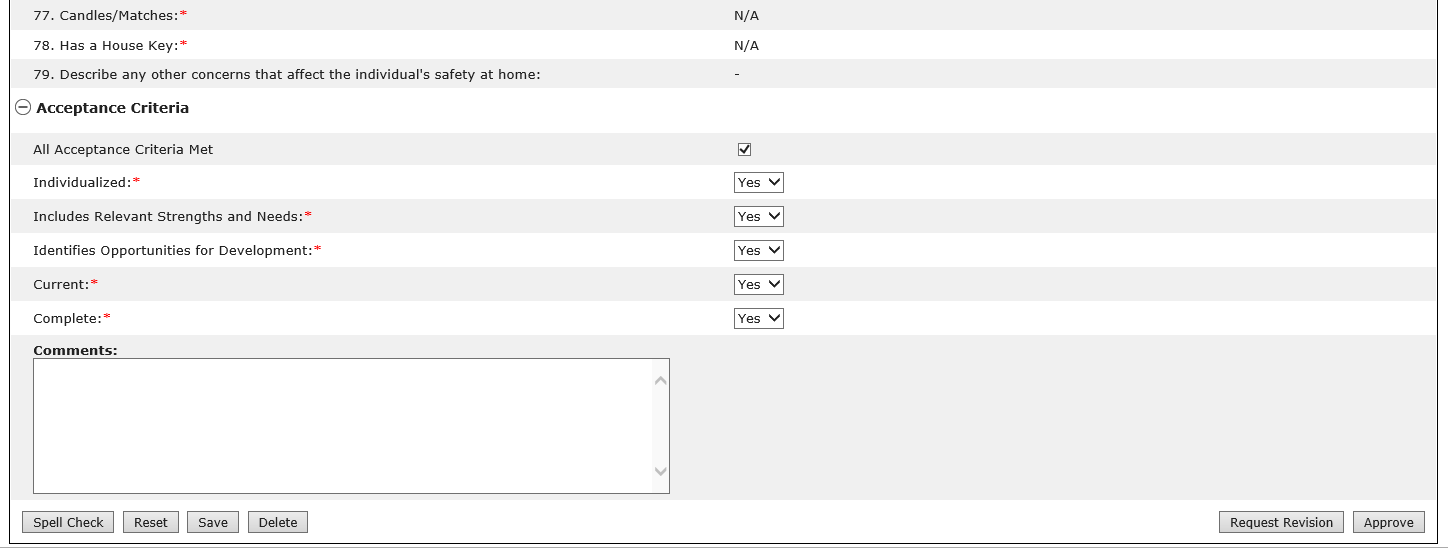 77. Candles/Matches:* N/A
78. Has a House Key:* N/A
79. Describe any other concerns that affect the individual's safety at home: -
Acceptance Criteria
All Acceptance Criteria Met
Individualized:* Yes
Includes Relevant Strengths and Needs:* Yes
Identifies Opportunities for Development:* Yes
Current:* Yes
Complete:* Yes
Comments:
Spell Check Reset Save Delete Request Revision Approve